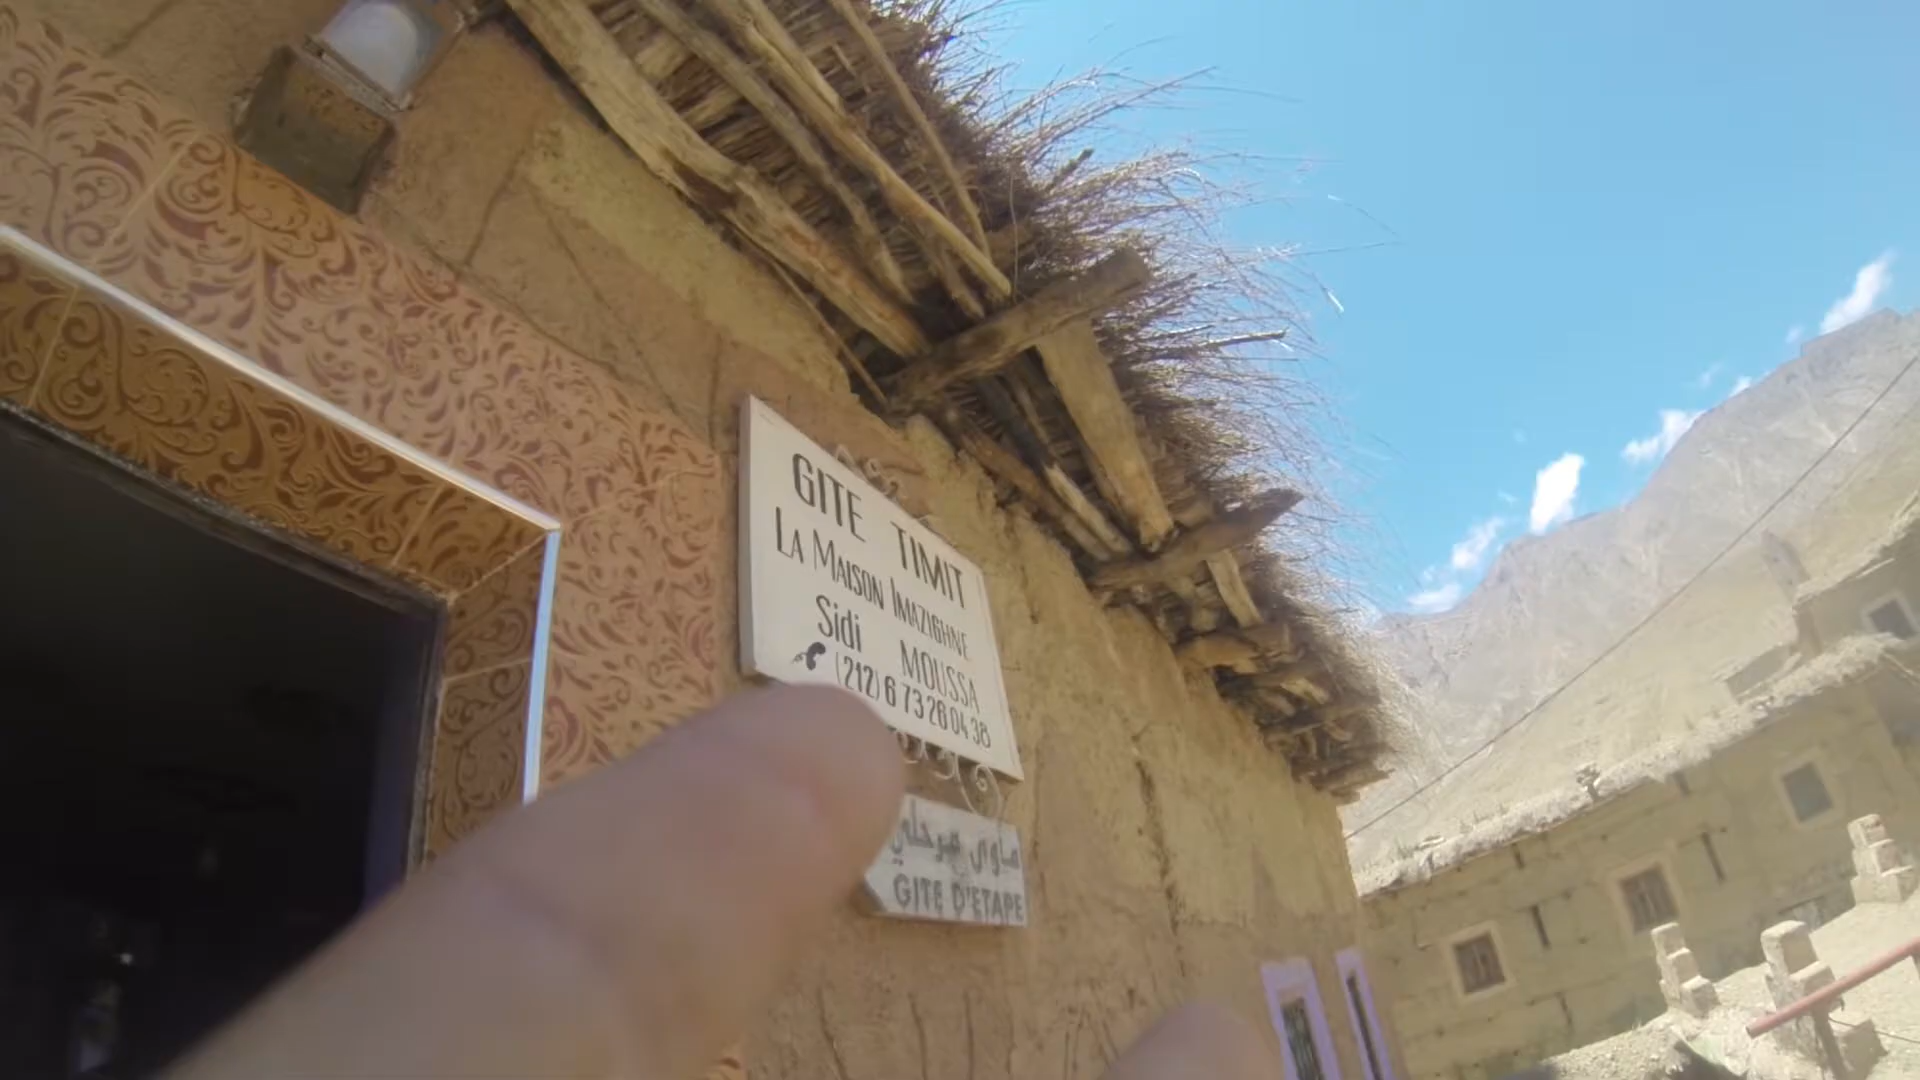 GITE TIMIT
LA MAISON IMAZIGHNE
Sidi MOUSSA
(212) 6 73 26 04 38
مأوى مرحلي
GITE D'ETAPE